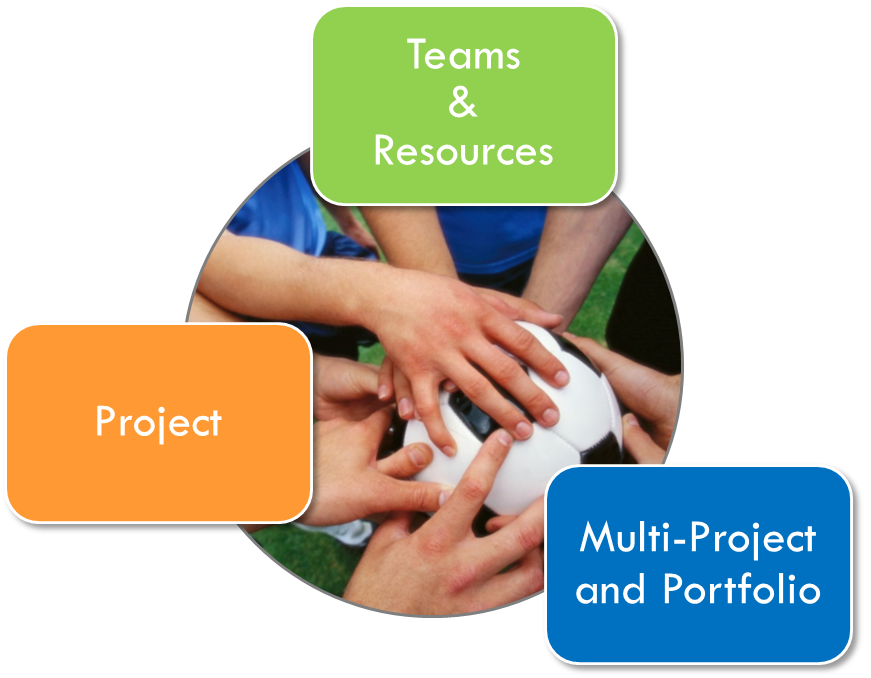 Teams
&
Resources
Project
Multi-Project
and Portfolio